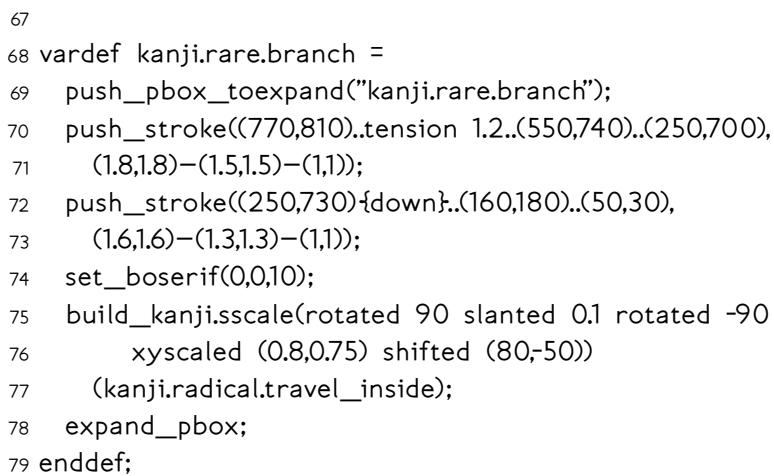 67
68 vardef kanji.rare.branch =
69 push_pbox_toexpand("kanji.rare.branch");
70 push_stroke((770,810)..tension 1.2..(550,740)..(250,700),
71 (1.8,1.8)–(1.5,1.5)–(1,1));
72 push_stroke((250,730){down}..(160,180)..(50,30),
73 (1.6,1.6)–(1.3,1.3)–(1,1));
74 set_boserif(0,0,10);
75 build_kanji.sscale(rotated 90 slanted 0.1 rotated -90
76 xyscaled (0.8,0.75) shifted (80,-50))
77 (kanji.radical.travel_inside);
78 expand_pbox;
79 enddef;